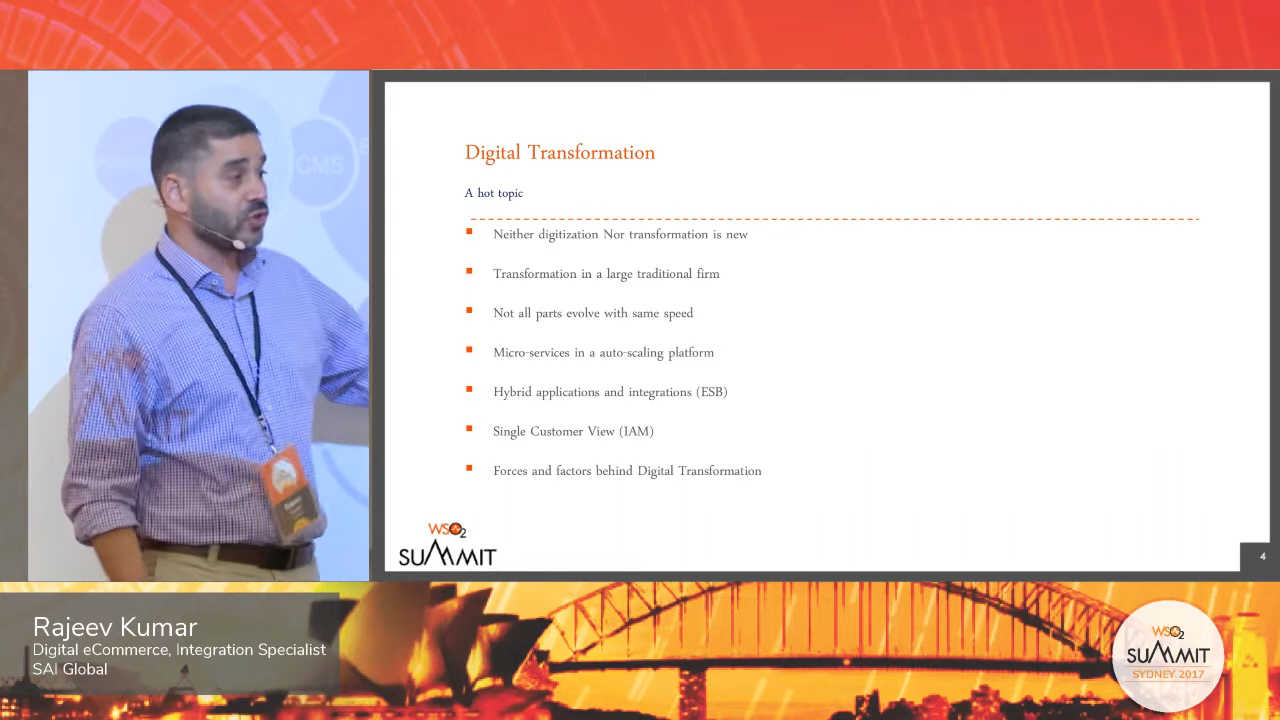 CMS
Digital Transformation
A hot topic
Neither digitization Nor transformation is new
Transformation in a large traditional firm
Not all parts evolve with same speed
Micro-services in a auto-scaling platform
Hybrid applications and integrations (ESB)
Single Customer View (IAM)
Forces and factors behind Digital Transformation
WSO2
SUMMIT
4
Rajeev Kumar
Digital eCommerce, Integration Specialist
SAI Global
WSO2
SUMMIT
SYDNEY 2017